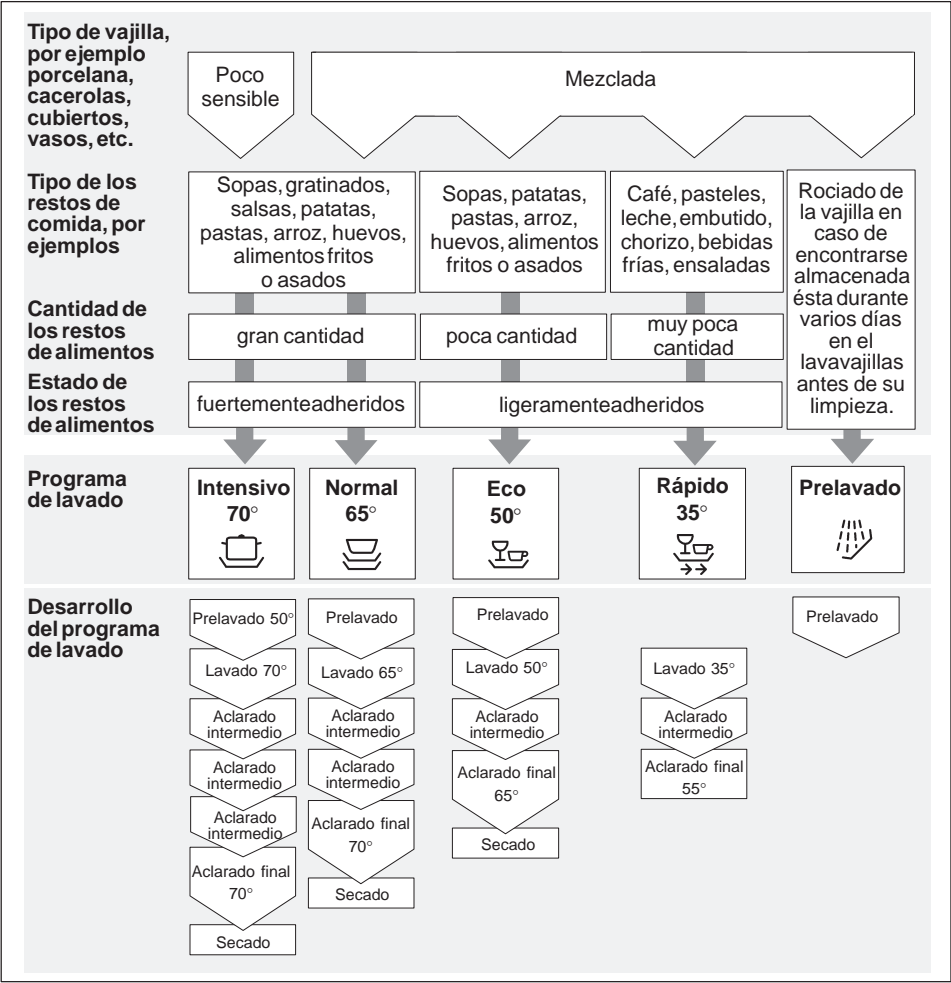 Tipo de vajilla,
por ejemplo
porcelana,
cacerolas,
cubiertos,
vasos, etc.
Poco
sensible
Mezclada
Tipo de los
restos de
comida, por
ejemplos
Sopas, gratinados,
salsas, patatas,
pastas, arroz, huevos,
alimentos fritos
o asados
Sopas, patatas,
pastas, arroz,
huevos, alimentos
fritos o asados
Café, pasteles,
leche, embutido,
chorizo, bebidas
frías, ensaladas
Rociado de
la vajilla en
caso de
encontrarse
almacenada
ésta durante
varios días
en el
lavavajillas
antes de su
limpieza.
Cantidad de
los restos
de alimentos
gran cantidad
poca cantidad
muy poca
cantidad
Estado de
los restos
de alimentos
fuertementeadheridos
ligeramenteadheridos
Programa
de lavado
Intensivo
70°
Normal
65°
Eco
50°
Rápido
35°
Prelavado
Desarrollo
del programa
de lavado
Prelavado 50°
Lavado 70°
Aclarado
intermedio
Aclarado
intermedio
Aclarado
intermedio
Aclarado final
70°
Secado
Prelavado
Lavado 65°
Aclarado
intermedio
Aclarado
intermedio
Aclarado final
70°
Secado
Prelavado
Lavado 50°
Aclarado
intermedio
Aclarado final
65°
Secado
Lavado 35°
Aclarado
intermedio
Aclarado final
55°
Prelavado